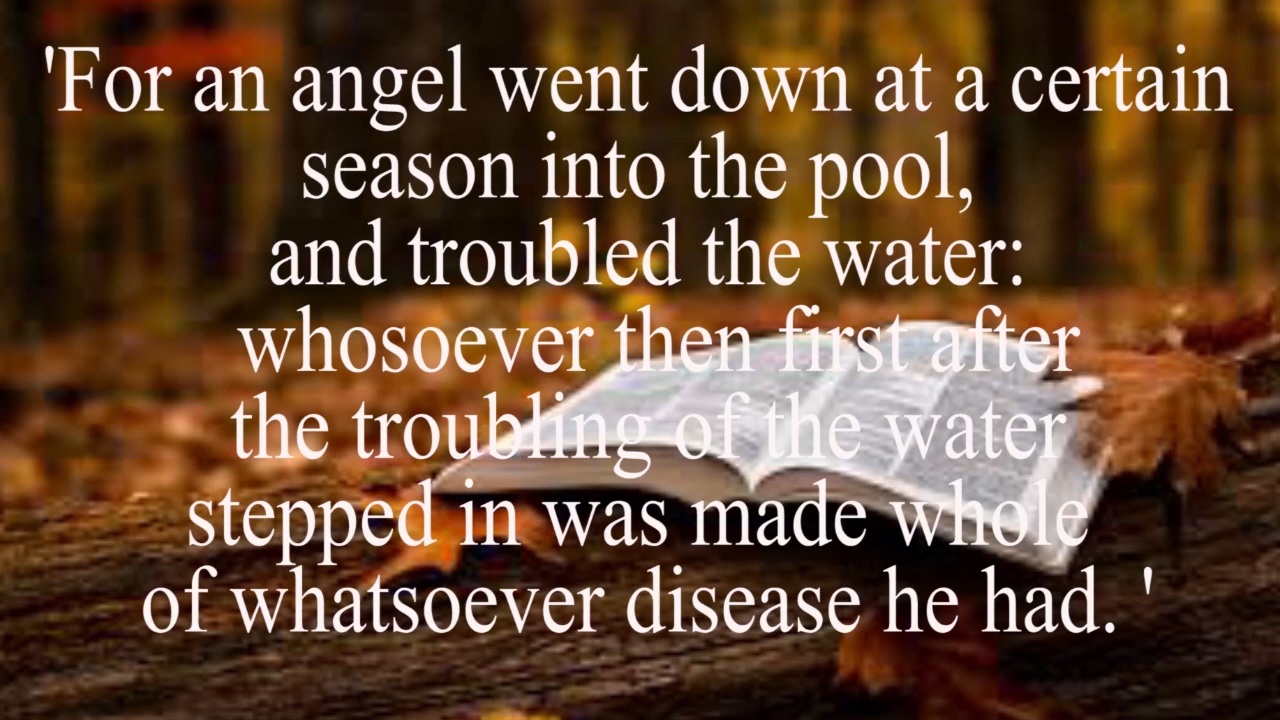 'For an angel went down at a certain
season into the pool,
and troubled the water:
whosoever then first after
the troubling of the water
stepped in was made whole
of whatsoever disease he had. '